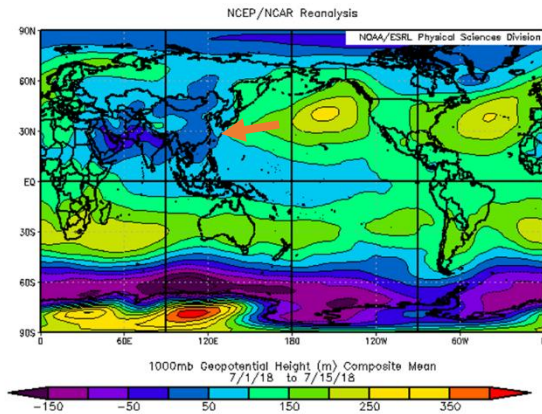 NCEP/NCAR Reanalysis
NOAA/ESRL Physical Sciences Division
90N
60N
30N
EQ
30S
60S
90S
0 60E 120E 180 120W 60W 0
1000mb Geopotential Height (m) Composite Mean
7/1/18 to 7/15/18
-150 -50 50 150 250 350